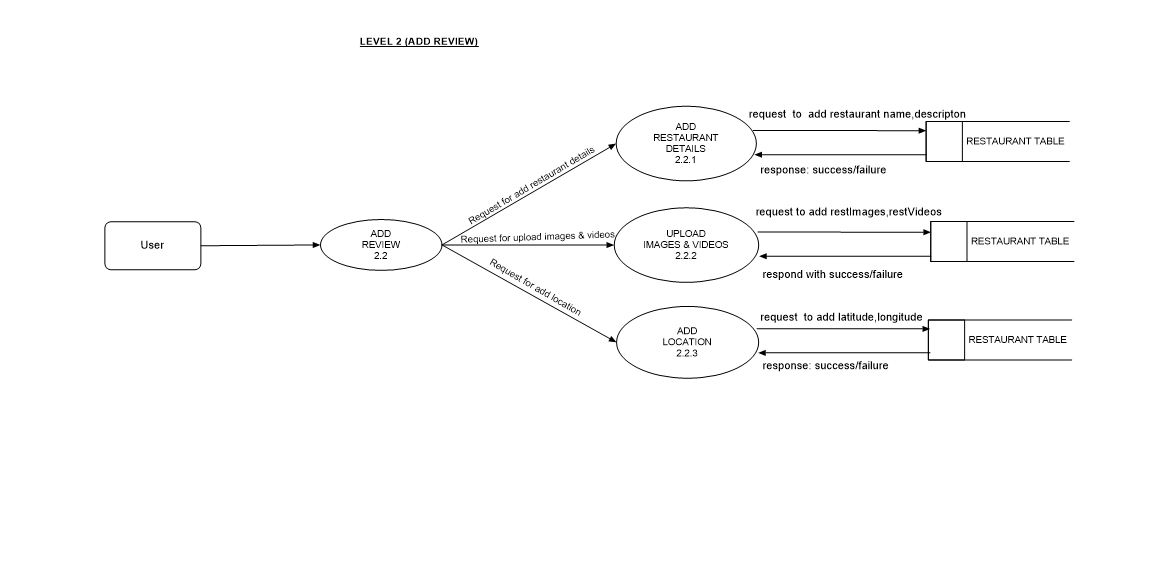 LEVEL 2 (ADD REVIEW)
request to add restaurant name,descripton
ADD
RESTAURANT
DETAILS
2.2.1
RESTAURANT TABLE
response: success/failure
Request for add restaurant details
request to add restImages,restVideos
User
ADD
REVIEW
2.2
Request for upload images & videos
UPLOAD
IMAGES & VIDEOS
2.2.2
RESTAURANT TABLE
respond with success/failure
Request for add location
request to add latitude,longitude
ADD
LOCATION
2.2.3
RESTAURANT TABLE
response: success/failure